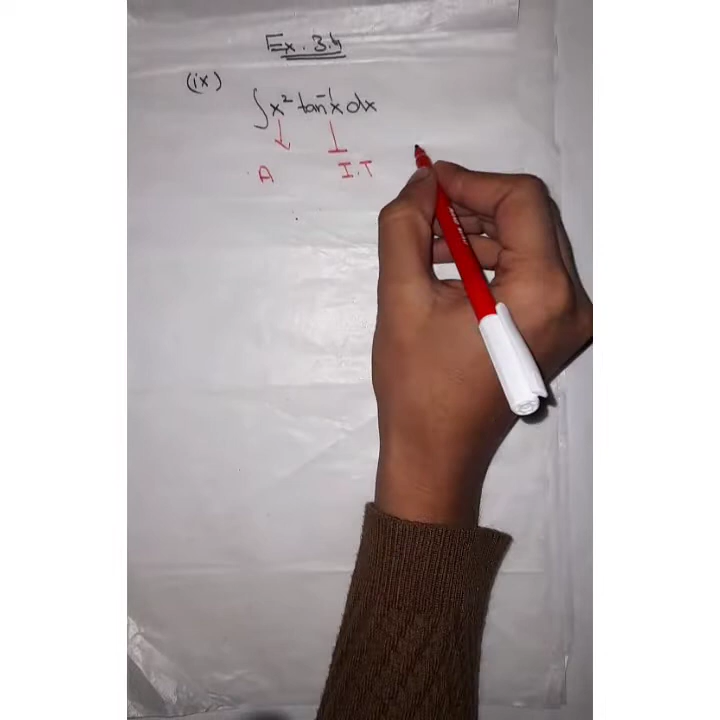 Ex. 3.4
(ix)
∫ x² tan⁻¹x dx
A I.T